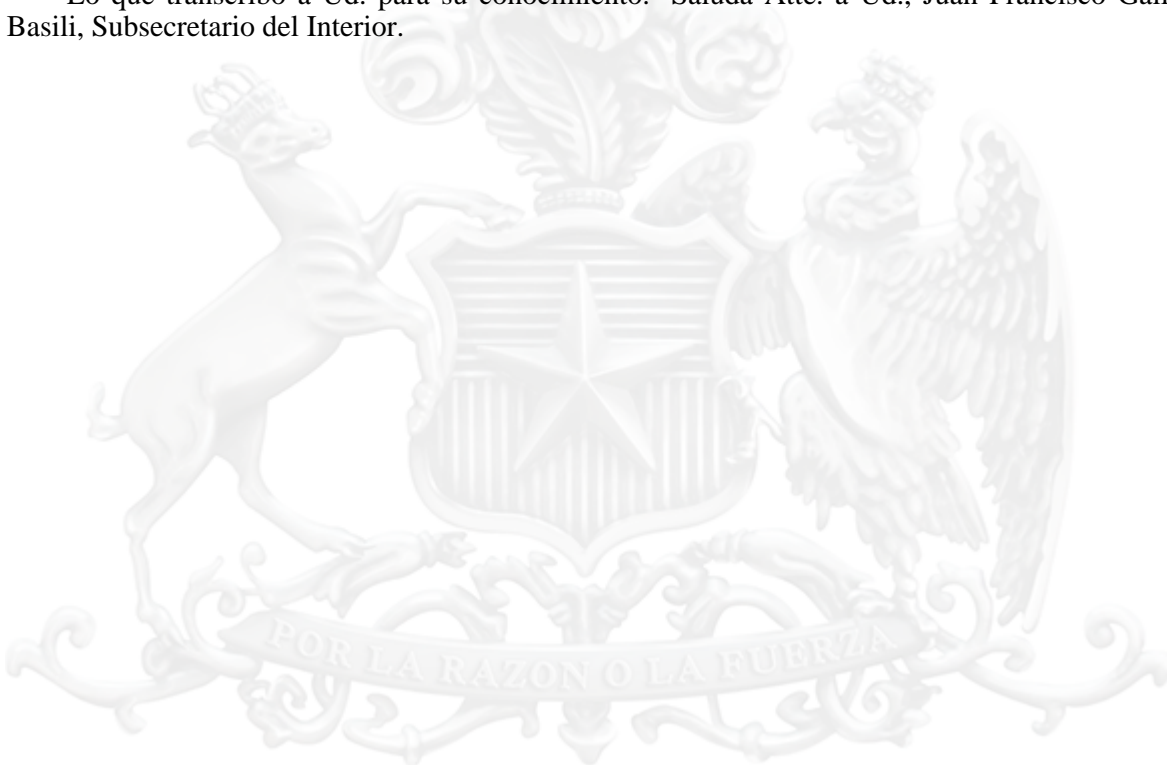 Lo que transcribo a Ud. para su conocimiento.- Saluda Atte. a Ud., Juan Francisco
Basili, Subsecretario del Interior.
POR LA RAZON O LA FUERZA